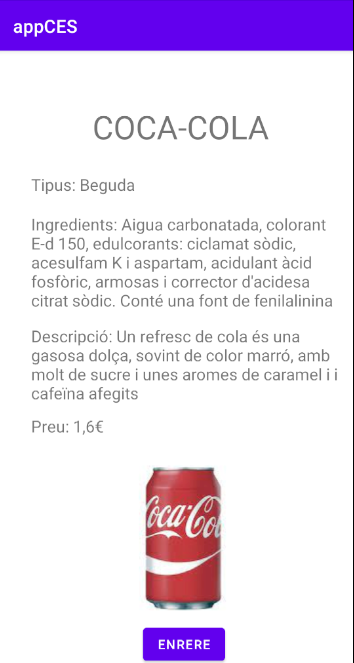 appCES
COCA-COLA
Tipus: Beguda
Ingredients: Aigua carbonatada, colorant
E-d 150, edulcorants: ciclamat sòdic,
acesulfam K i aspartam, acidulant àcid
fosfòric, armosas i corrector d'acidesa
citrat sòdic. Conté una font de fenilalinina
Descripció: Un refresc de cola és una
gasosa dolça, sovint de color marró, amb
molt de sucre i unes aromes de caramel i i
cafeïna afegits
Preu: 1,6€
Coca-Col
ENRERE